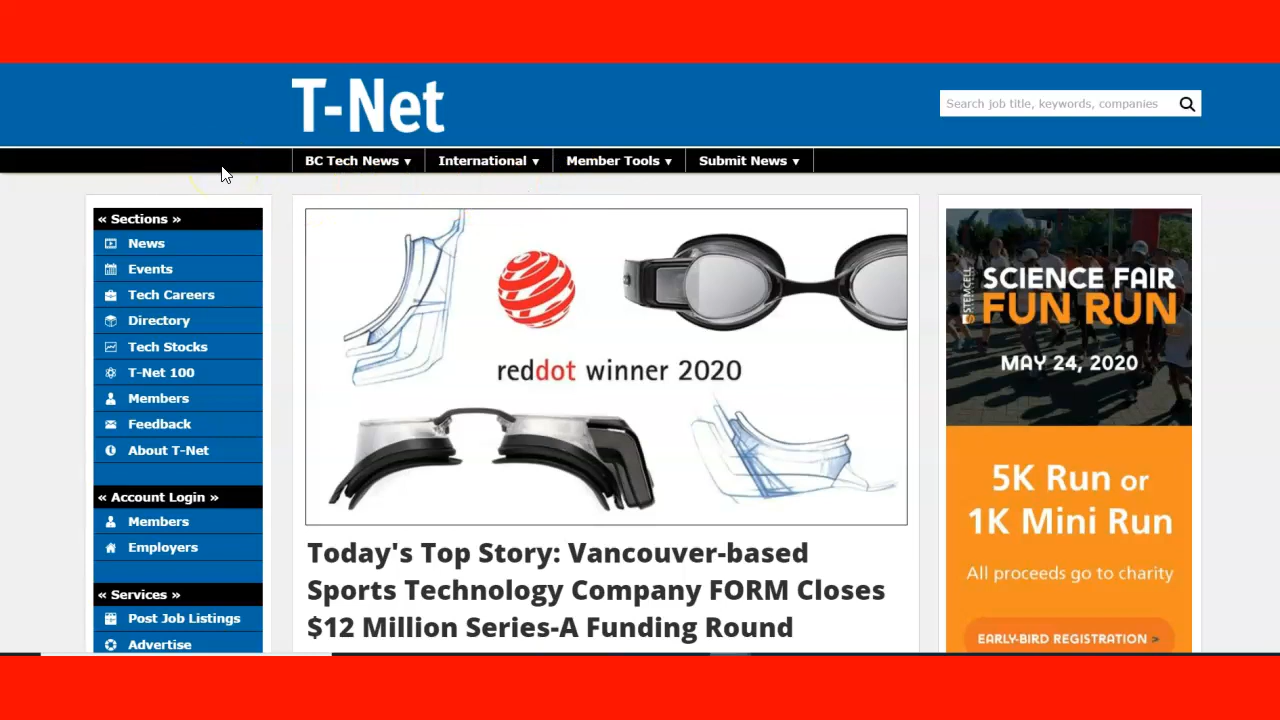 T-Net
Search job title, keywords, companies
BC Tech News ▼
International ▼
Member Tools ▼
Submit News ▼
« Sections »
News
Events
Tech Careers
Directory
Tech Stocks
T-Net 100
Members
Feedback
About T-Net
« Account Login »
Members
Employers
« Services »
Post Job Listings
Advertise
reddot winner 2020
Today's Top Story: Vancouver-based
Sports Technology Company FORM Closes
$12 Million Series-A Funding Round
STEMCELL
SCIENCE FAIR
FUN RUN
MAY 24, 2020
5K Run or
1K Mini Run
All proceeds go to charity
EARLY-BIRD REGISTRATION >